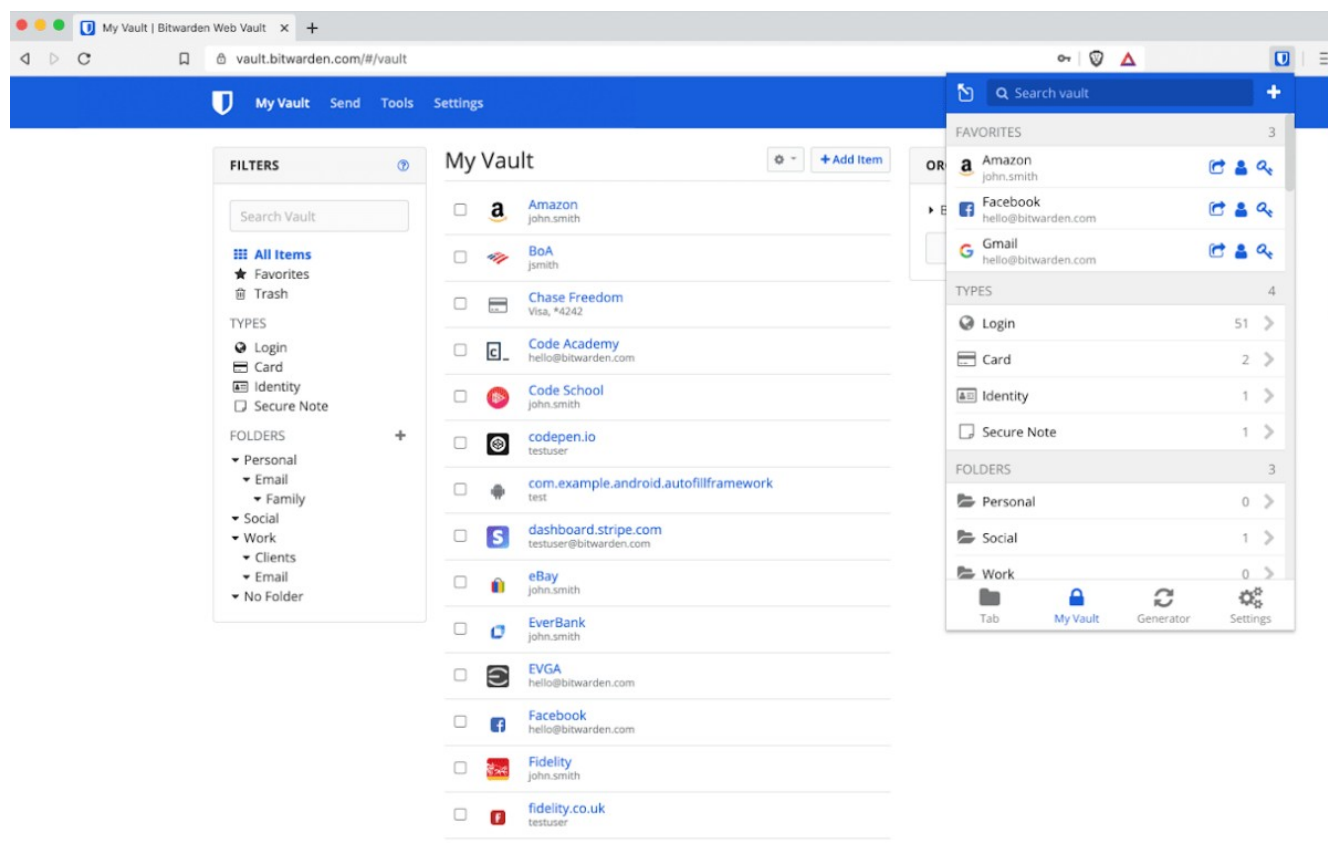 My Vault | Bitwarden Web Vault
vault.bitwarden.com/#/vault
My Vault Send Tools Settings
FILTERS
Search Vault
All Items
Favorites
Trash
TYPES
Login
Card
Identity
Secure Note
FOLDERS
Personal
Email
Family
Social
Work
Clients
Email
No Folder
My Vault
+ Add Item
Amazon
john.smith
BoA
jsmith
Chase Freedom
Visa, *4242
Code Academy
hello@bitwarden.com
Code School
john.smith
codepen.io
testuser
com.example.android.autofillframework
test
dashboard.stripe.com
testuser@bitwarden.com
eBay
john.smith
EverBank
john.smith
EVGA
hello@bitwarden.com
Facebook
hello@bitwarden.com
Fidelity
john.smith
fidelity.co.uk
testuser
OR
Search vault
FAVORITES 3
Amazon
john.smith
Facebook
hello@bitwarden.com
Gmail
hello@bitwarden.com
TYPES 4
Login 51
Card 2
Identity 1
Secure Note 1
FOLDERS 3
Personal 0
Social 1
Work 0
Tab My Vault Generator Settings